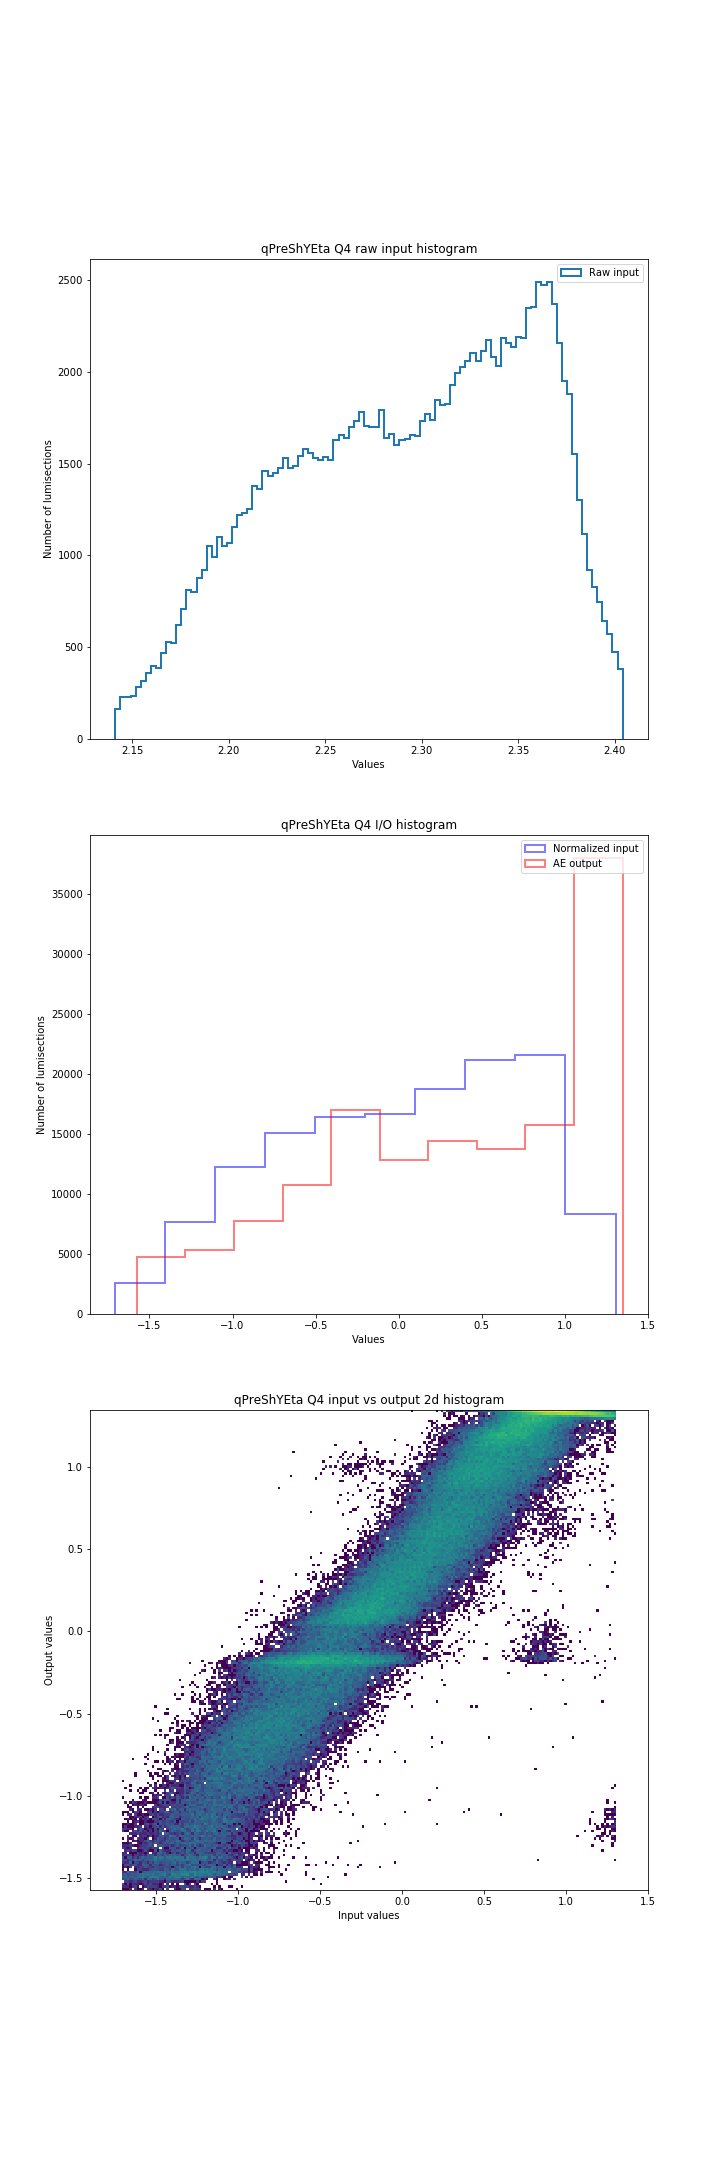 qPreShYEta Q4 raw input histogram
Raw input
2500
2000
1500
1000
500
0
Number of lumisections
2.15 2.20 2.25 2.30 2.35 2.40
Values
qPreShYEta Q4 I/O histogram
Normalized input
AE output
35000
30000
25000
20000
15000
10000
5000
0
Number of lumisections
−1.5 −1.0 −0.5 0.0 0.5 1.0 1.5
Values
qPreShYEta Q4 input vs output 2d histogram
1.0
0.5
0.0
−0.5
−1.0
−1.5
Output values
−1.5 −1.0 −0.5 0.0 0.5 1.0 1.5
Input values